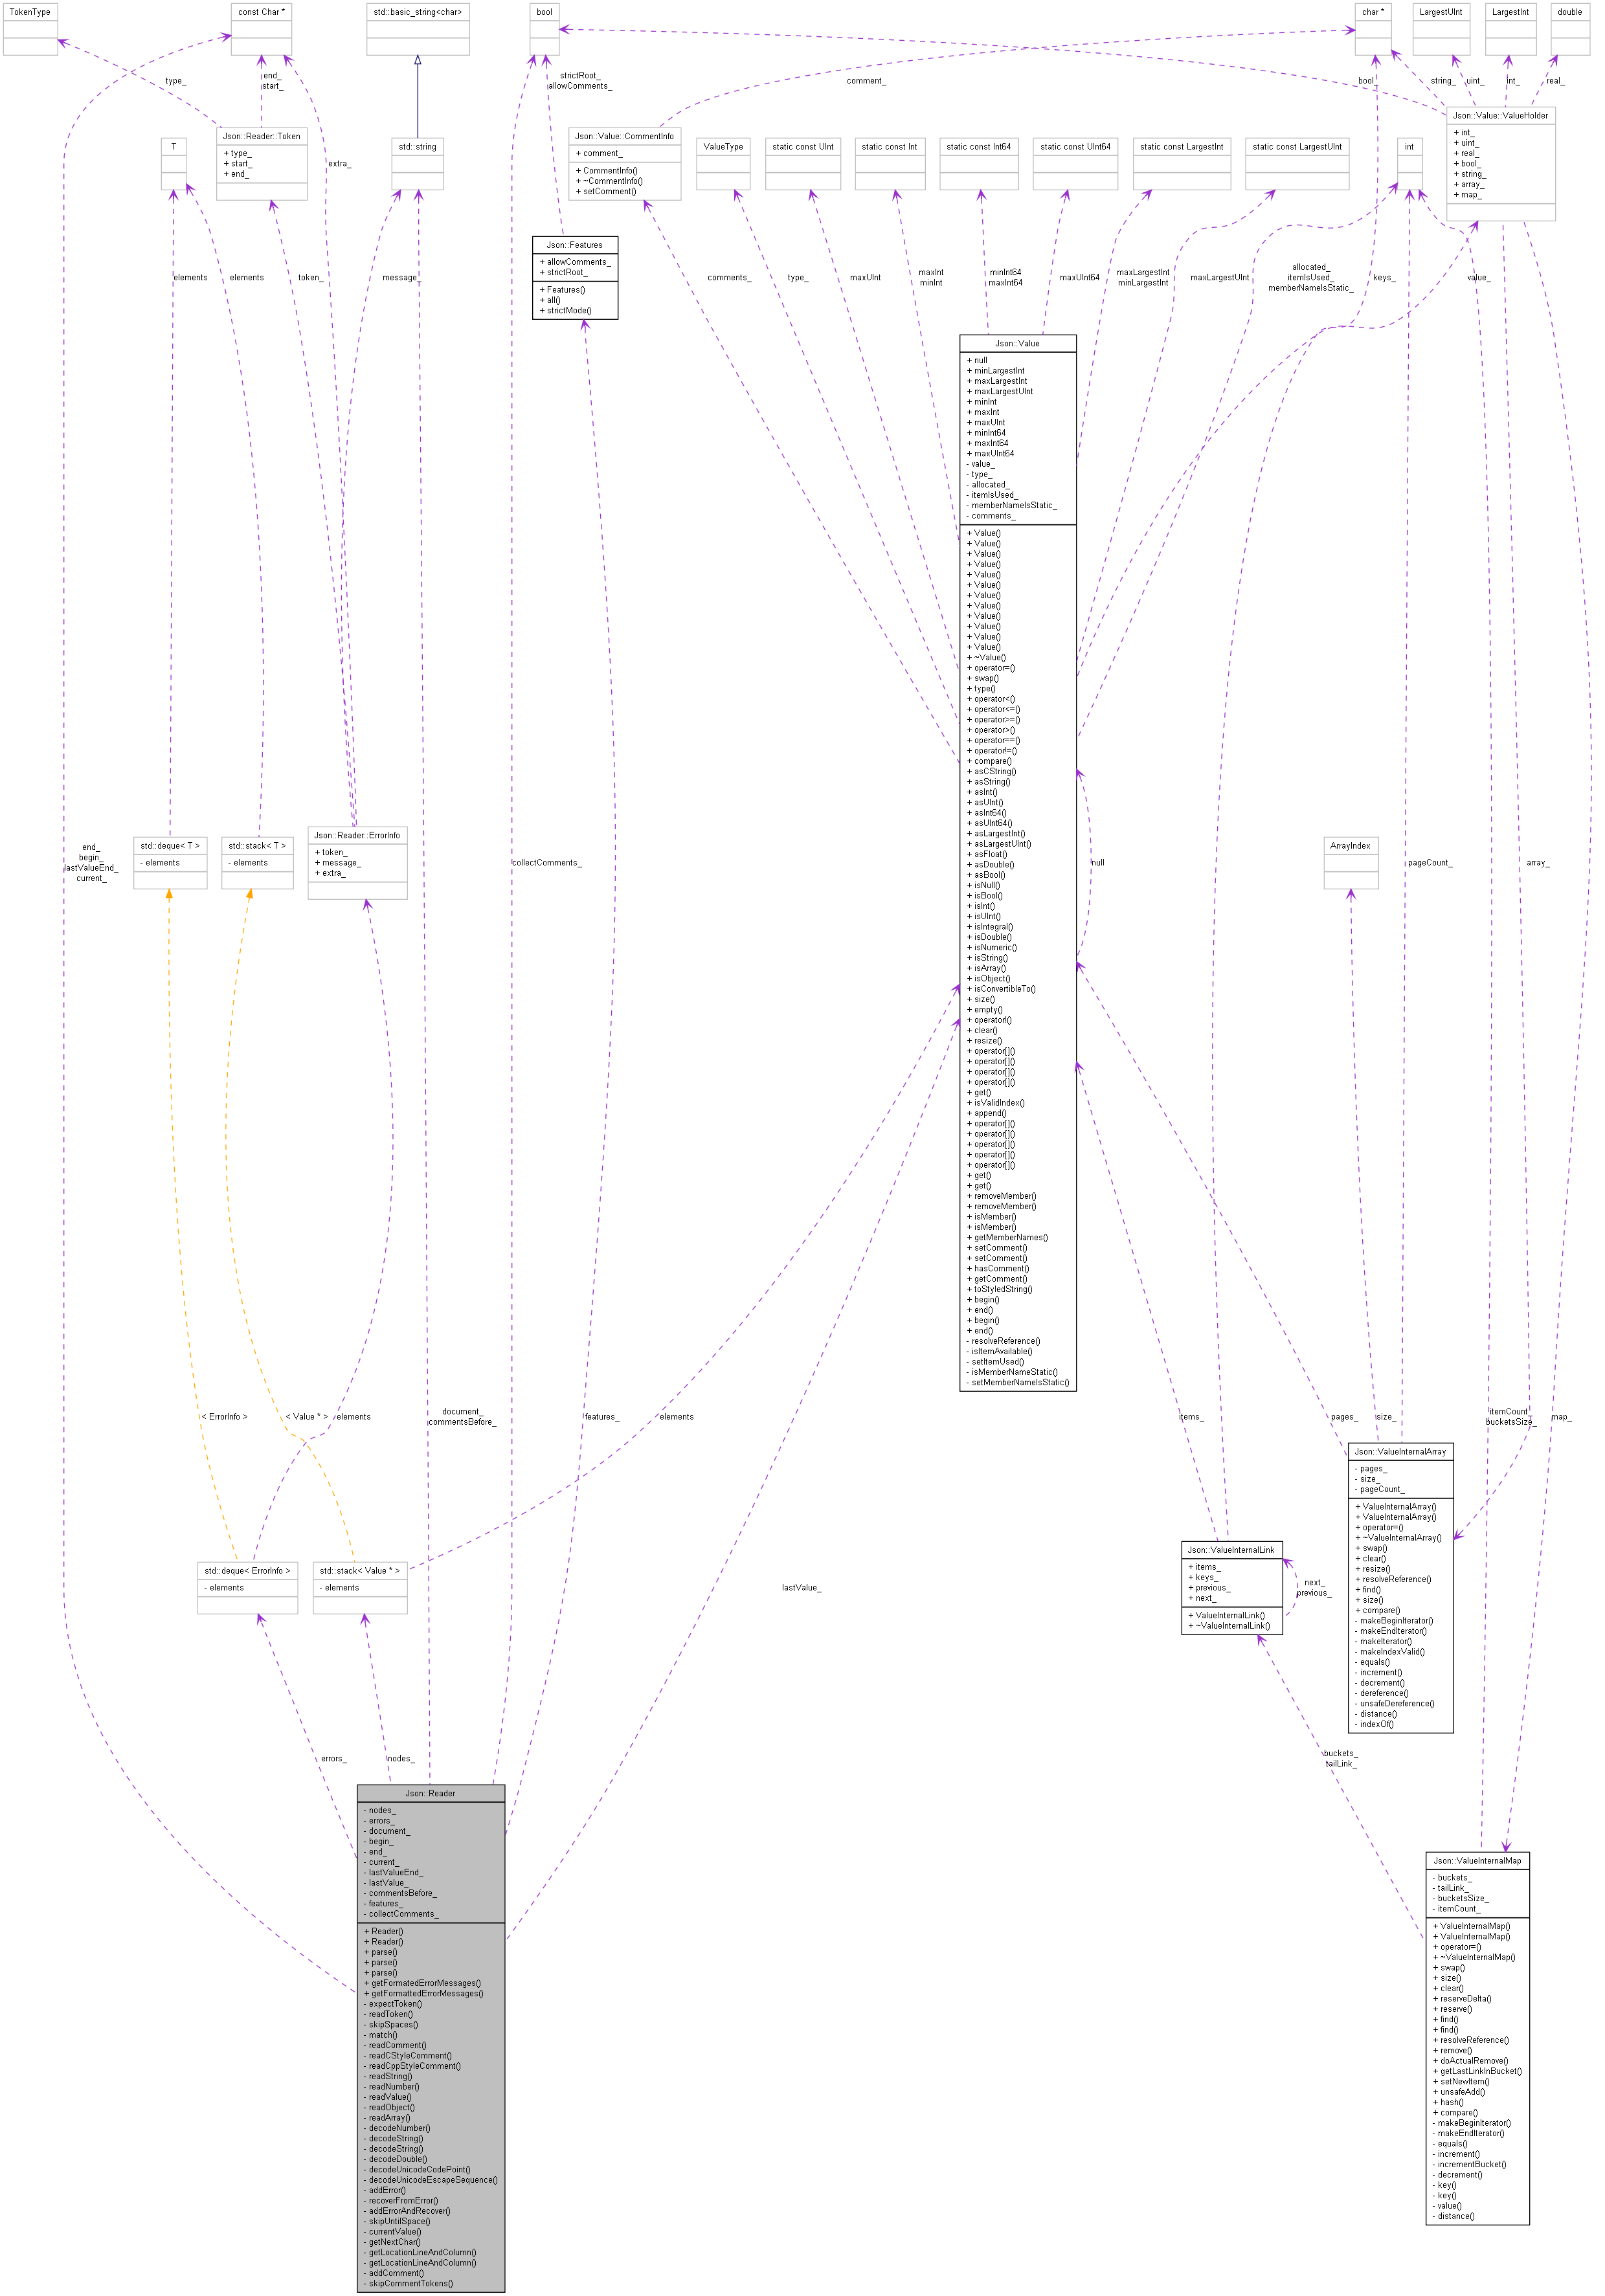 TokenType
const Char *
std::basic_string<char>
bool
char *
LargestUInt
LargestInt
double
type_
end_
start_
strictRoot_
allowComments_
comment_
bool_
string_
uint_
int_
real_
Json::Reader::Token
+ type_
+ start_
+ end_
T
extra_
std::string
Json::Value::CommentInfo
+ comment_
+ CommentInfo()
+ ~CommentInfo()
+ setComment()
ValueType
static const UInt
static const Int
static const Int64
static const UInt64
static const LargestInt
static const LargestUInt
int
Json::Value::ValueHolder
+ int_
+ uint_
+ real_
+ bool_
+ string_
+ array_
+ map_
Json::Features
+ allowComments_
+ strictRoot_
+ Features()
+ all()
+ strictMode()
elements
elements
token_
message_
comments_
type_
maxUInt
maxInt
minInt
minInt64
maxInt64
maxUInt64
maxLargestInt
minLargestInt
maxLargestUInt
allocated_
itemIsUsed_
memberNameIsStatic_
keys_
value_
Json::Value
+ null
+ minLargestInt
+ maxLargestInt
+ maxLargestUInt
+ minInt
+ maxInt
+ maxUInt
+ minInt64
+ maxInt64
+ maxUInt64
- value_
- type_
- allocated_
- itemIsUsed_
- memberNameIsStatic_
- comments_
+ Value()
+ Value()
+ Value()
+ Value()
+ Value()
+ Value()
+ Value()
+ Value()
+ Value()
+ Value()
+ Value()
+ Value()
+ ~Value()
+ operator=()
+ swap()
+ type()
+ operator<()
+ operator<=()
+ operator>=()
+ operator>()
+ operator==()
+ operator!=()
+ compare()
+ asCString()
+ asString()
+ asInt()
+ asUInt()
+ asInt64()
+ asUInt64()
+ asLargestInt()
+ asLargestUInt()
+ asFloat()
+ asDouble()
+ asBool()
+ isNull()
+ isBool()
+ isInt()
+ isUInt()
+ isIntegral()
+ isDouble()
+ isNumeric()
+ isString()
+ isArray()
+ isObject()
+ isConvertibleTo()
+ size()
+ empty()
+ operator!()
+ clear()
+ resize()
+ operator[]()
+ operator[]()
+ operator[]()
+ operator[]()
+ get()
+ isValidIndex()
+ append()
+ operator[]()
+ operator[]()
+ operator[]()
+ operator[]()
+ operator[]()
+ get()
+ get()
+ removeMember()
+ removeMember()
+ isMember()
+ isMember()
+ getMemberNames()
+ setComment()
+ setComment()
+ hasComment()
+ getComment()
+ toStyledString()
+ begin()
+ end()
+ begin()
+ end()
- resolveReference()
- isItemAvailable()
- setItemUsed()
- isMemberNameStatic()
- setMemberNameIsStatic()
end_
begin_
lastValueEnd_
current_
std::deque< T >
- elements
std::stack< T >
- elements
Json::Reader::ErrorInfo
+ token_
+ message_
+ extra_
collectComments_
null
ArrayIndex
pageCount_
array_
< ErrorInfo >
< Value * >
elements
document_
commentsBefore_
features_
elements
items_
pages_
size_
itemCount_
bucketsSize_
map_
Json::ValueInternalArray
- pages_
- size_
- pageCount_
+ ValueInternalArray()
+ ValueInternalArray()
+ operator=()
+ ~ValueInternalArray()
+ swap()
+ clear()
+ resize()
+ resolveReference()
+ find()
+ size()
+ compare()
- makeBeginIterator()
- makeEndIterator()
- makeIterator()
- makeIndexValid()
- equals()
- increment()
- decrement()
- dereference()
- unsafeDereference()
- distance()
- indexOf()
std::deque< ErrorInfo >
- elements
std::stack< Value * >
- elements
lastValue_
Json::ValueInternalLink
+ items_
+ keys_
+ previous_
+ next_
+ ValueInternalLink()
+ ~ValueInternalLink()
next_
previous_
errors_
nodes_
buckets_
tailLink_
Json::Reader
- nodes_
- errors_
- document_
- begin_
- end_
- current_
- lastValueEnd_
- lastValue_
- commentsBefore_
- features_
- collectComments_
+ Reader()
+ Reader()
+ parse()
+ parse()
+ parse()
+ getFormatedErrorMessages()
+ getFormattedErrorMessages()
- expectToken()
- readToken()
- skipSpaces()
- match()
- readComment()
- readCStyleComment()
- readCppStyleComment()
- readString()
- readNumber()
- readValue()
- readObject()
- readArray()
- decodeNumber()
- decodeString()
- decodeString()
- decodeDouble()
- decodeUnicodeCodePoint()
- decodeUnicodeEscapeSequence()
- addError()
- recoverFromError()
- addErrorAndRecover()
- skipUntilSpace()
- currentValue()
- getNextChar()
- getLocationLineAndColumn()
- getLocationLineAndColumn()
- addComment()
- skipCommentTokens()
Json::ValueInternalMap
- buckets_
- tailLink_
- bucketsSize_
- itemCount_
+ ValueInternalMap()
+ ValueInternalMap()
+ operator=()
+ ~ValueInternalMap()
+ swap()
+ size()
+ clear()
+ reserveDelta()
+ reserve()
+ find()
+ find()
+ resolveReference()
+ remove()
+ doActualRemove()
+ getLastLinkInBucket()
+ setNewItem()
+ unsafeAdd()
+ hash()
+ compare()
- makeBeginIterator()
- makeEndIterator()
- equals()
- increment()
- incrementBucket()
- decrement()
- key()
- key()
- value()
- distance()